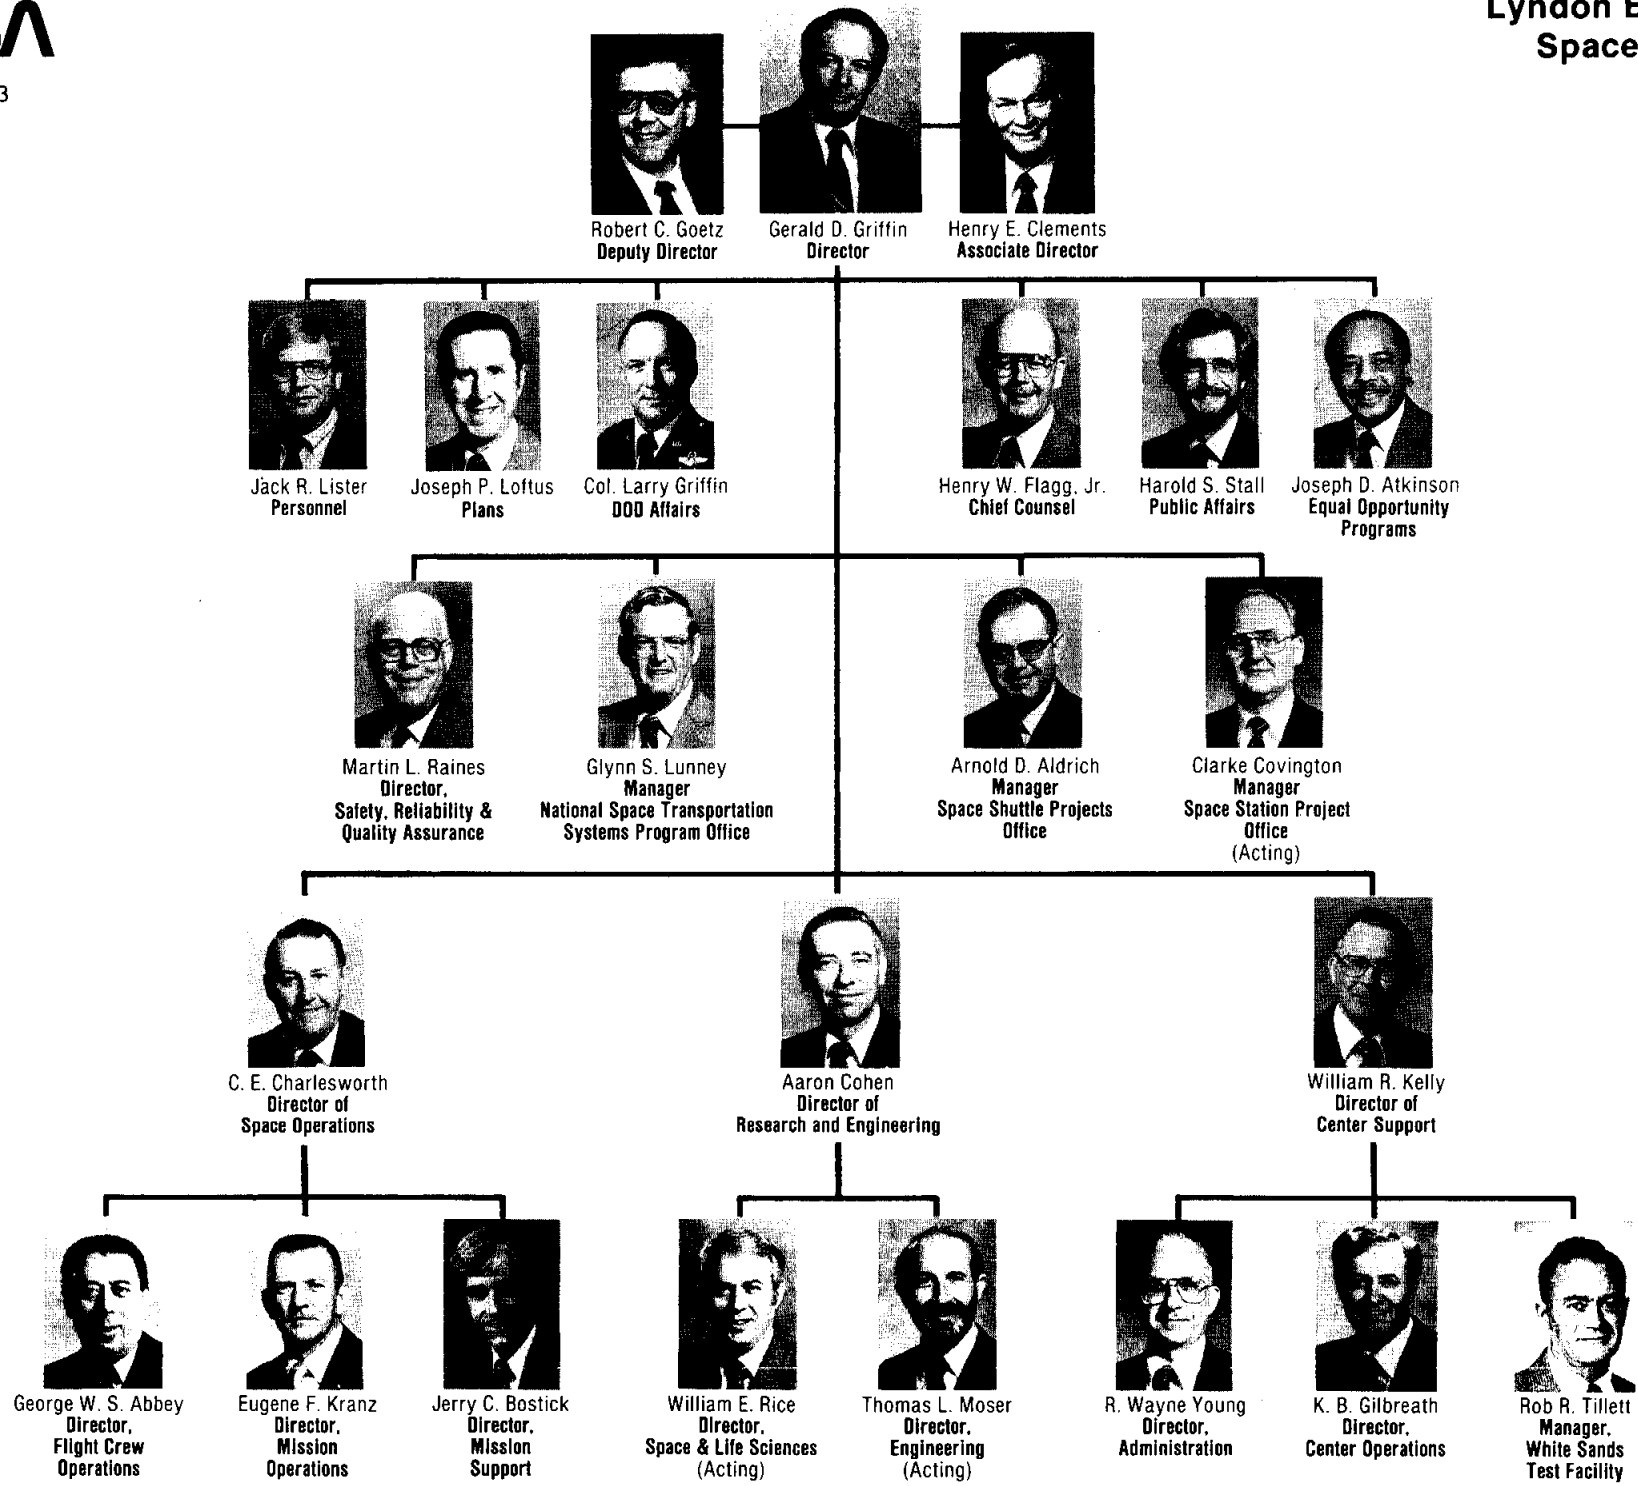 Lyndon B
Space
3
Robert C. Goetz
Deputy Director
Gerald D. Griffin
Director
Henry E. Clements
Associate Director
Jack R. Lister
Personnel
Joseph P. Loftus
Plans
Col. Larry Griffin
DOD Affairs
Henry W. Flagg, Jr.
Chief Counsel
Harold S. Stall
Public Affairs
Joseph D. Atkinson
Equal Opportunity
Programs
Martin L. Raines
Director,
Safety, Reliability &
Quality Assurance
Glynn S. Lunney
Manager
National Space Transportation
Systems Program Office
Arnold D. Aldrich
Manager
Space Shuttle Projects
Office
Clarke Covington
Manager
Space Station Project
Office
(Acting)
C. E. Charlesworth
Director of
Space Operations
Aaron Cohen
Director of
Research and Engineering
William R. Kelly
Director of
Center Support
George W. S. Abbey
Director,
Flight Crew
Operations
Eugene F. Kranz
Director,
Mission
Operations
Jerry C. Bostick
Director,
Mission
Support
William E. Rice
Director,
Space & Life Sciences
(Acting)
Thomas L. Moser
Director,
Engineering
(Acting)
R. Wayne Young
Director,
Administration
K. B. Gilbreath
Director,
Center Operations
Rob R. Tillett
Manager,
White Sands
Test Facility